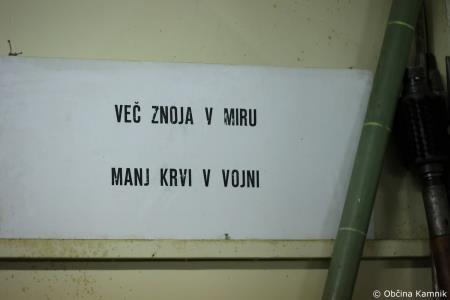 VEČ ZNOJA V MIRU
MANJ KRVI V VOJNI
© Občina Kamnik